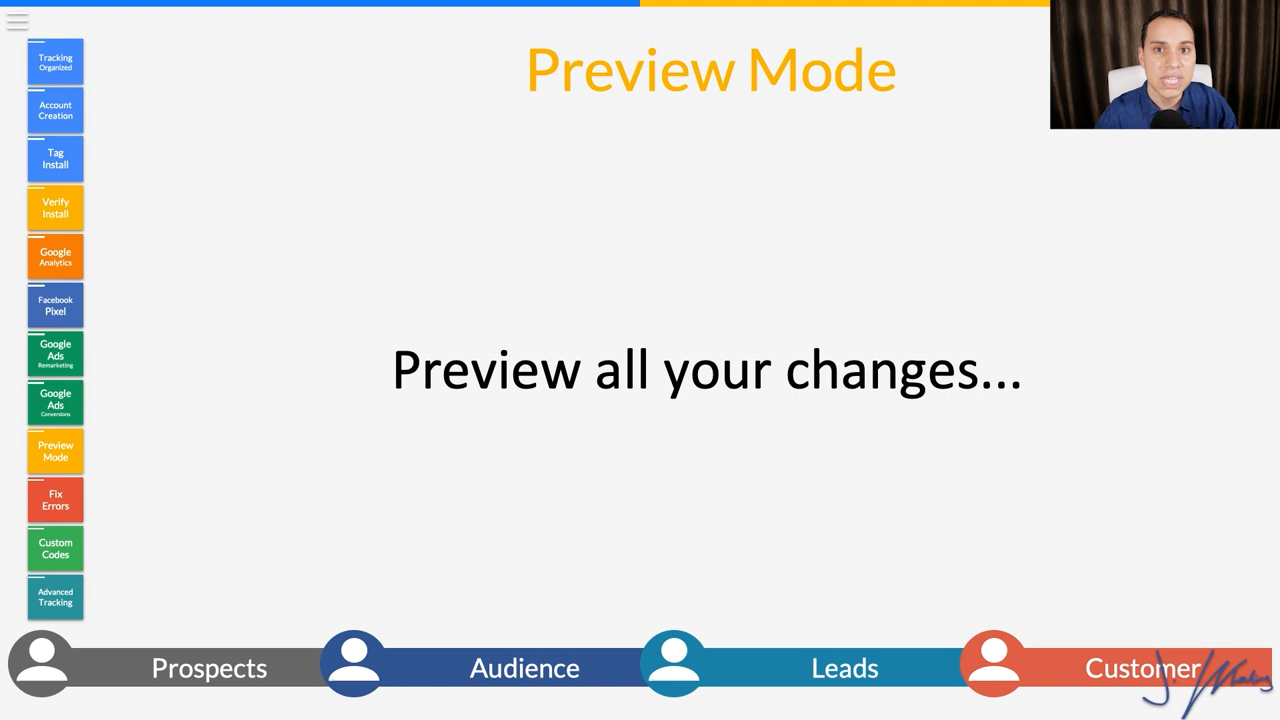 Preview Mode
Tracking
Organized
Account
Creation
Tag
Install
Verify
Install
Google
Analytics
Facebook
Pixel
Google
Ads
Remarketing
Google
Ads
Conversions
Preview
Mode
Fix
Errors
Custom
Codes
Advanced
Tracking
Preview all your changes...
Prospects
Audience
Leads
Customer